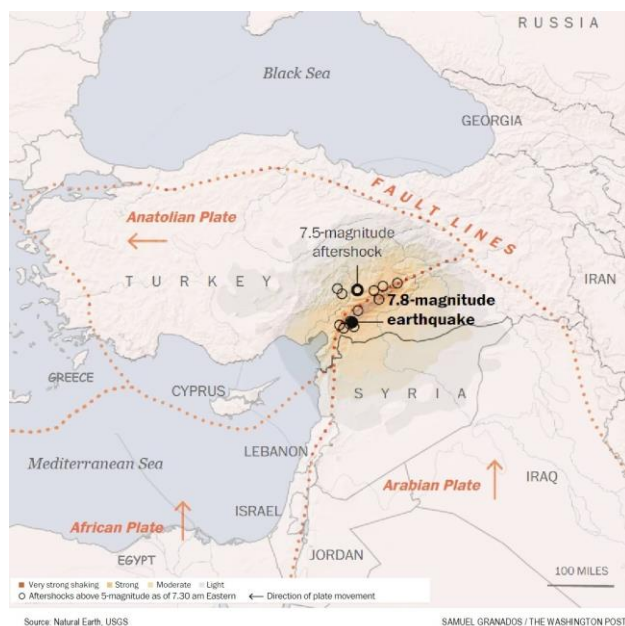 RUSSIA
Black Sea
GEORGIA
FAULT LINES
Anatolian Plate
7.5-magnitude
aftershock
TURKEY
IRAN
7.8-magnitude
earthquake
GREECE
CYPRUS
SYRIA
LEBANON
Mediterranean Sea
Arabian Plate
IRAQ
ISRAEL
African Plate
EGYPT
JORDAN
100 MILES
Very strong shaking Strong Moderate Light
Aftershocks above 5-magnitude as of 7.30 am Eastern Direction of plate movement
Source: Natural Earth, USGS
SAMUEL GRANADOS / THE WASHINGTON POST